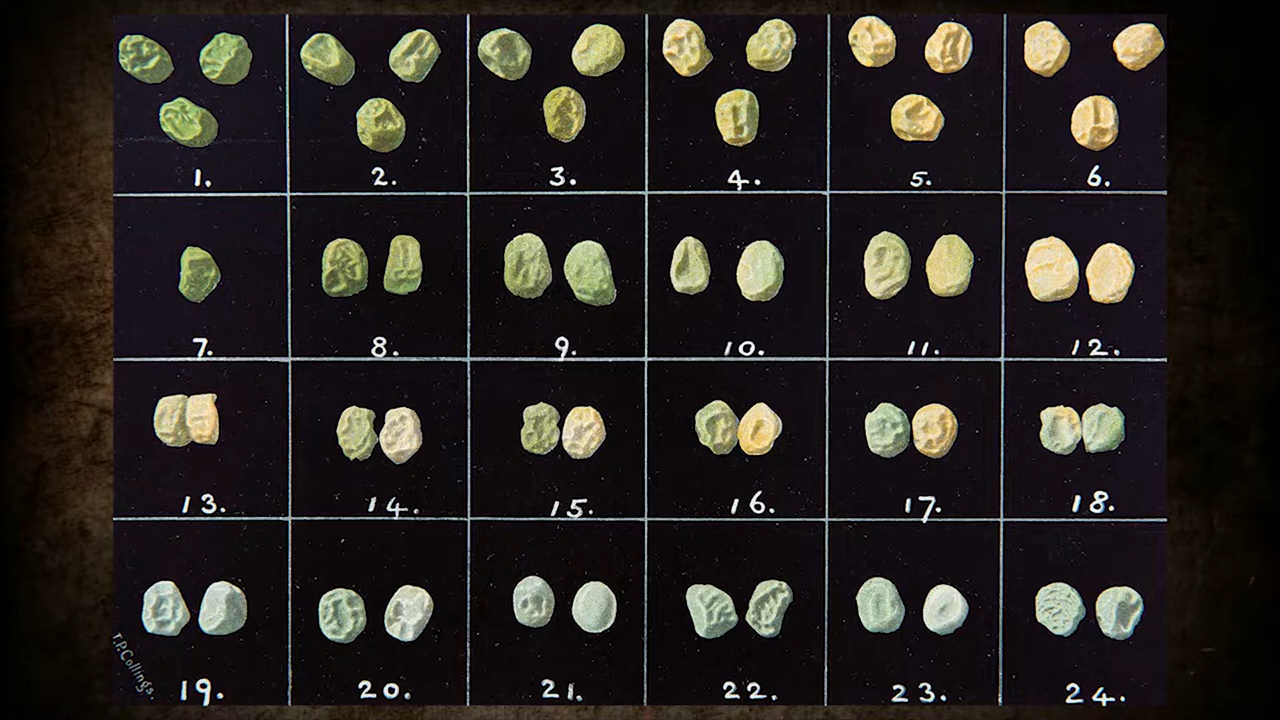 1. 2. 3. 4. 5. 6.
7. 8. 9. 10. 11. 12.
13. 14. 15. 16. 17. 18.
19. 20. 21. 22. 23. 24.
T.P.Collings.